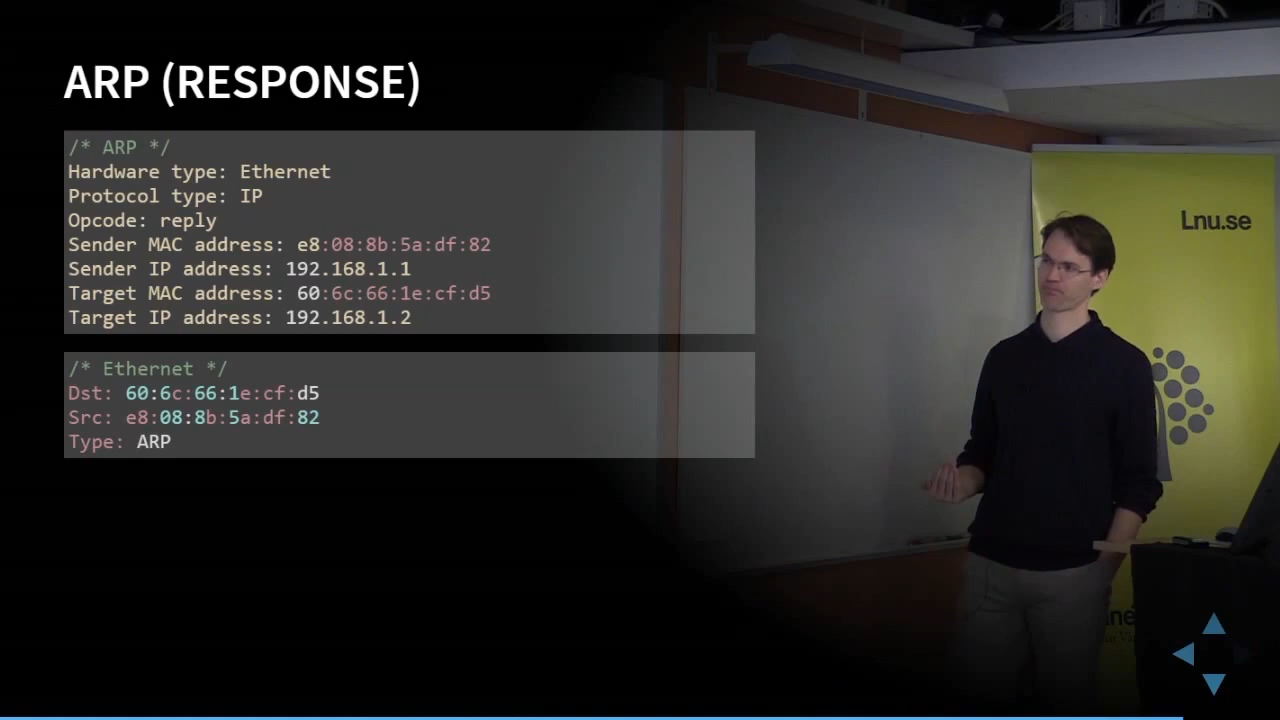 ARP (RESPONSE)
/* ARP */
Hardware type: Ethernet
Protocol type: IP
Opcode: reply
Sender MAC address: e8:08:8b:5a:df:82
Sender IP address: 192.168.1.1
Target MAC address: 60:6c:66:1e:cf:d5
Target IP address: 192.168.1.2
/* Ethernet */
Dst: 60:6c:66:1e:cf:d5
Src: e8:08:8b:5a:df:82
Type: ARP
Lnu.se